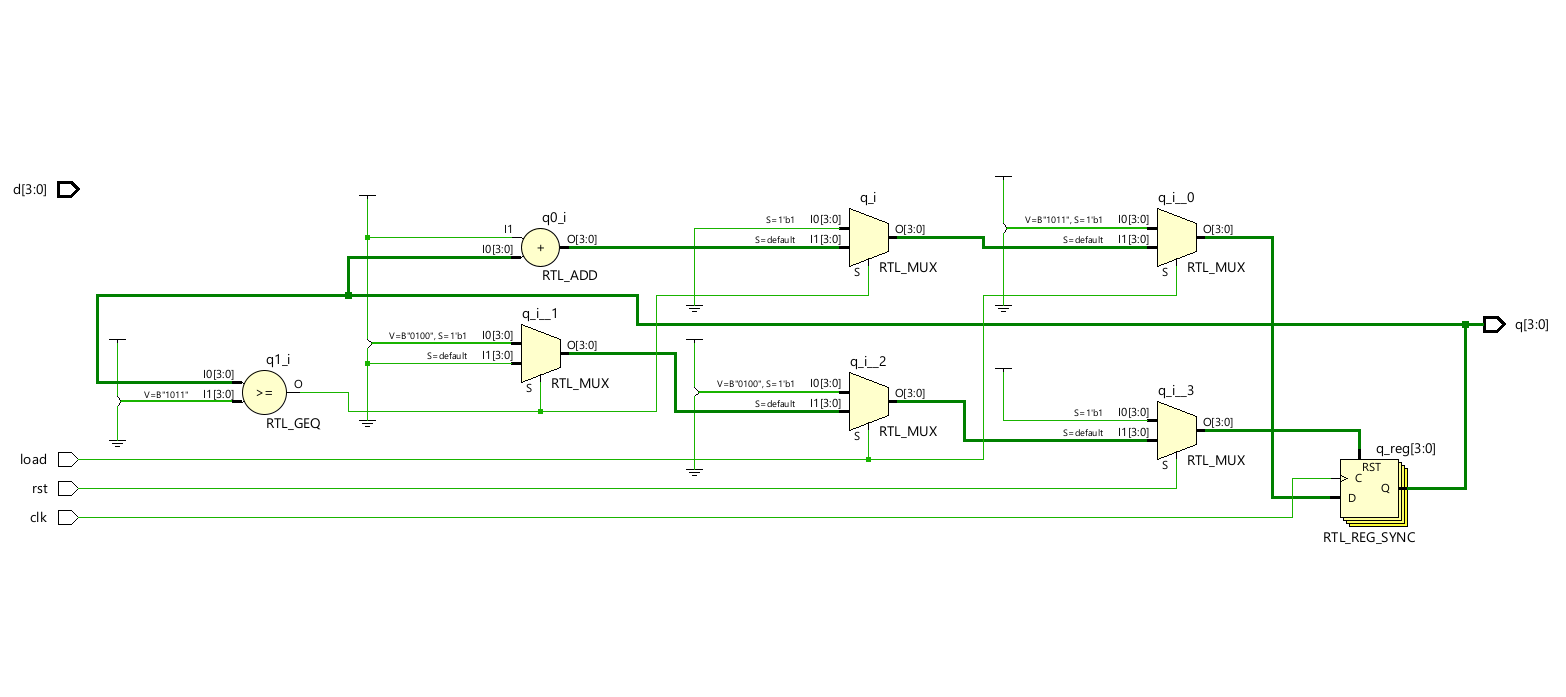 d[3:0]
q0_i
I1
I0[3:0]
O[3:0]
+
RTL_ADD
q_i
S=1'b1 I0[3:0]
S=default I1[3:0]
O[3:0]
S
RTL_MUX
q_i__0
V=B"1011", S=1'b1 I0[3:0]
S=default I1[3:0]
O[3:0]
S
RTL_MUX
q[3:0]
q_i__1
V=B"0100", S=1'b1 I0[3:0]
S=default I1[3:0]
O[3:0]
S
RTL_MUX
q1_i
I0[3:0]
V=B"1011" I1[3:0]
O
>=
RTL_GEQ
q_i__2
V=B"0100", S=1'b1 I0[3:0]
S=default I1[3:0]
O[3:0]
S
RTL_MUX
q_i__3
S=1'b1 I0[3:0]
S=default I1[3:0]
O[3:0]
S
RTL_MUX
q_reg[3:0]
RST
C
Q
D
RTL_REG_SYNC
load
rst
clk